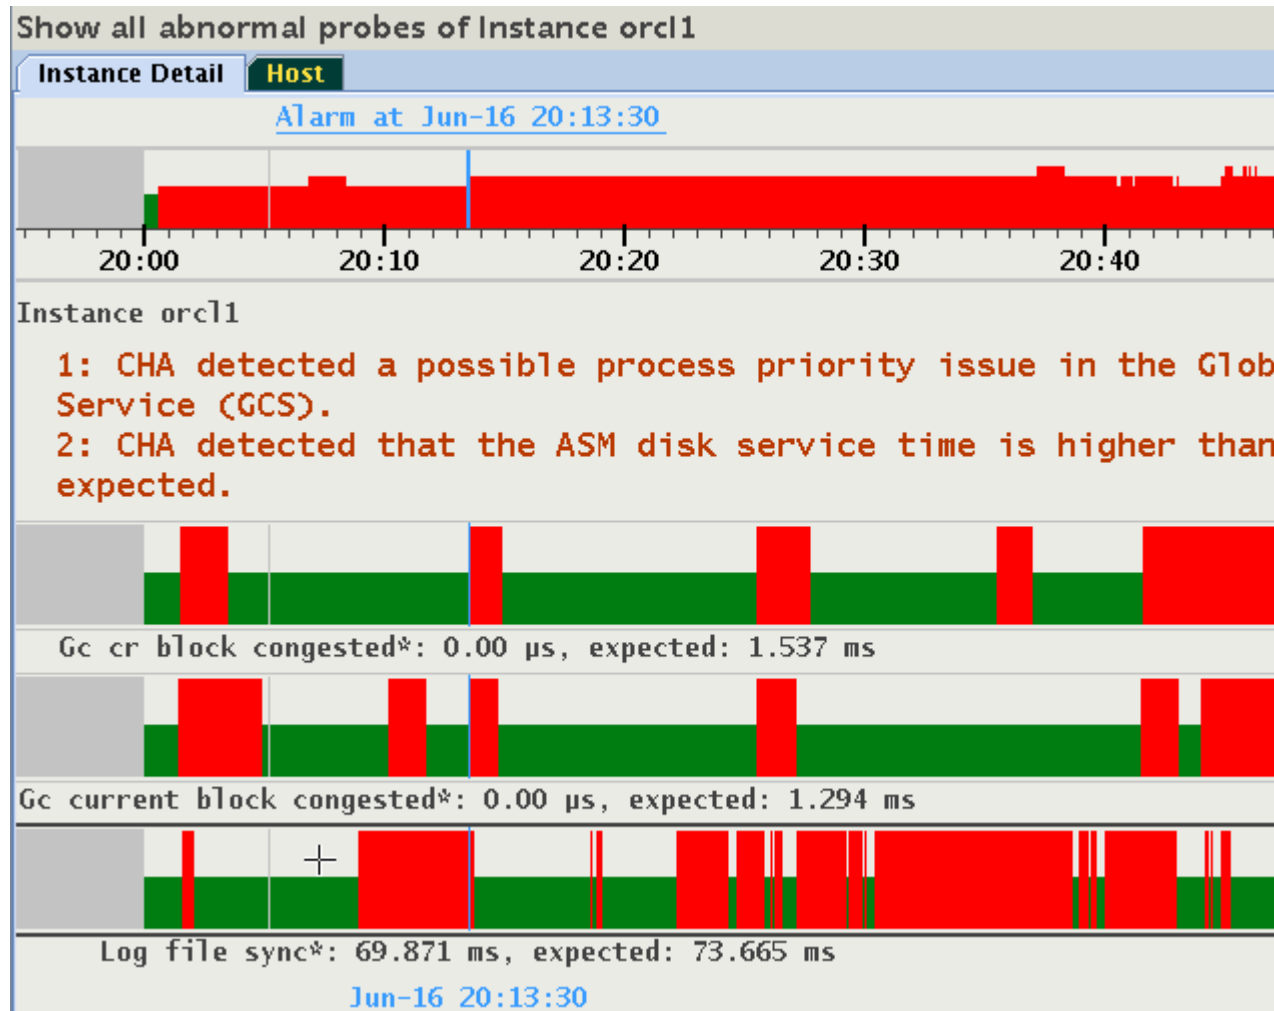 Show all abnormal probes of Instance orcl1
Instance Detail Host
Alarm at Jun-16 20:13:30
20:00 20:10 20:20 20:30 20:40
Instance orcl1
1: CHA detected a possible process priority issue in the Glob
Service (GCS).
2: CHA detected that the ASM disk service time is higher than
expected.
Gc cr block congested*: 0.00 µs, expected: 1.537 ms
Gc current block congested*: 0.00 µs, expected: 1.294 ms
Log file sync*: 69.871 ms, expected: 73.665 ms
Jun-16 20:13:30